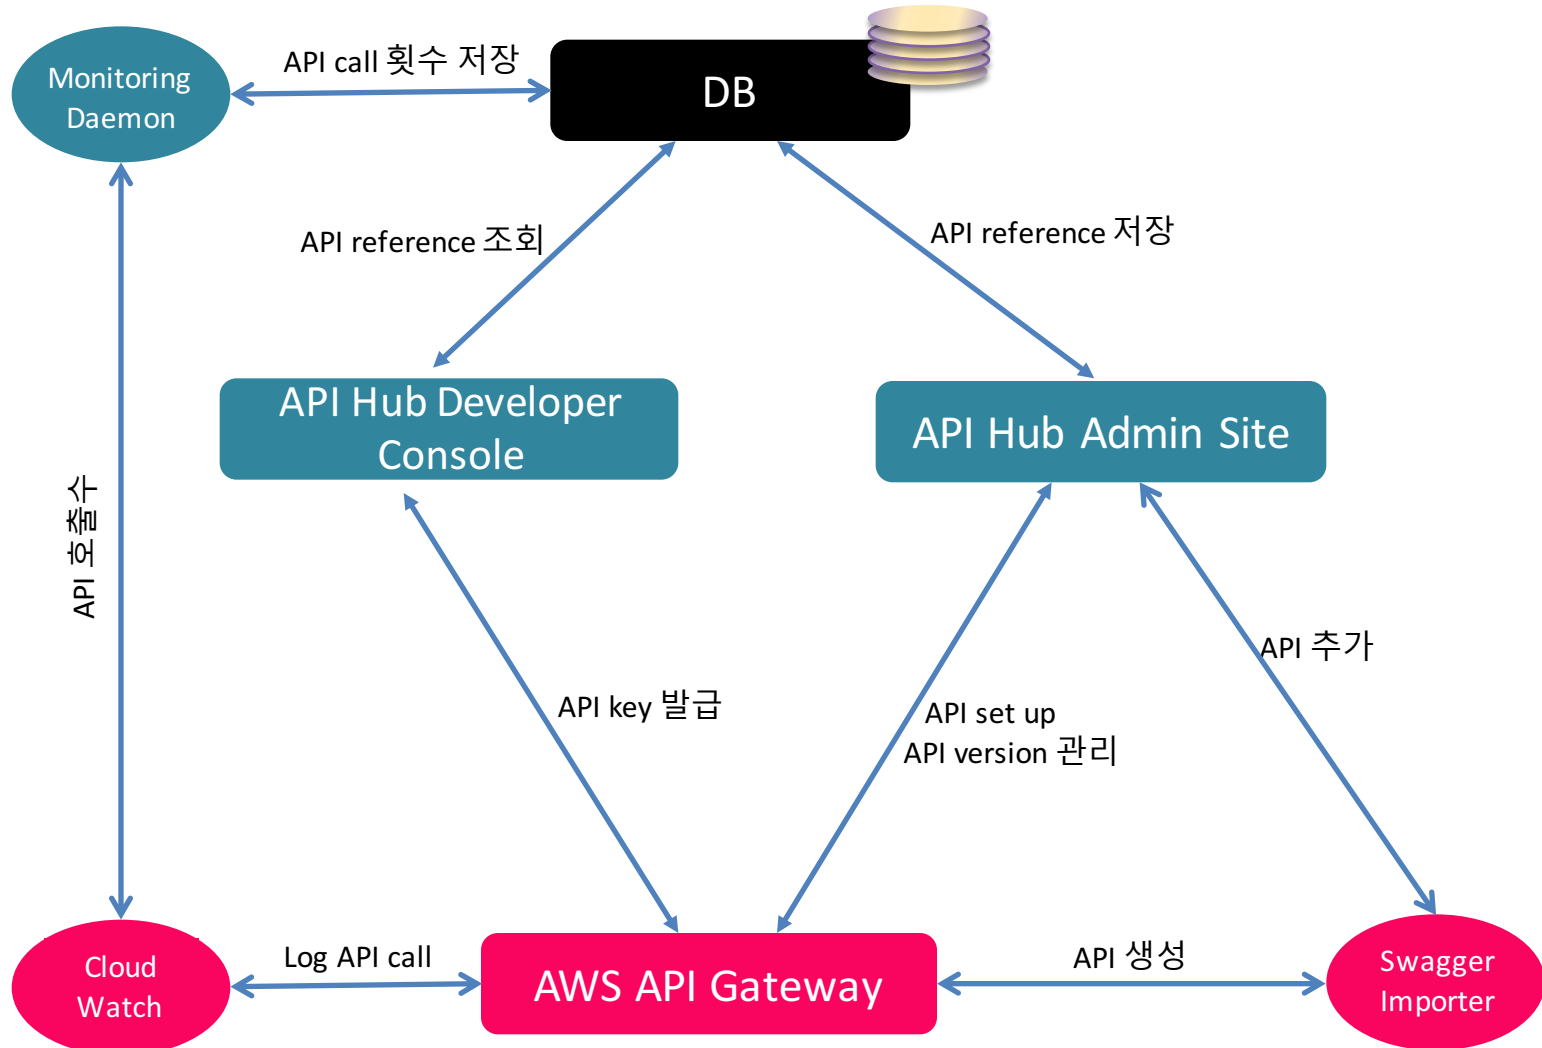 API call 횟수 저장
Monitoring
Daemon
DB
API reference 조회
API reference 저장
API Hub Developer
Console
API Hub Admin Site
API 호출수
API 추가
API key 발급
API set up
API version 관리
Cloud
Watch
Log API call
AWS API Gateway
API 생성
Swagger
Importer